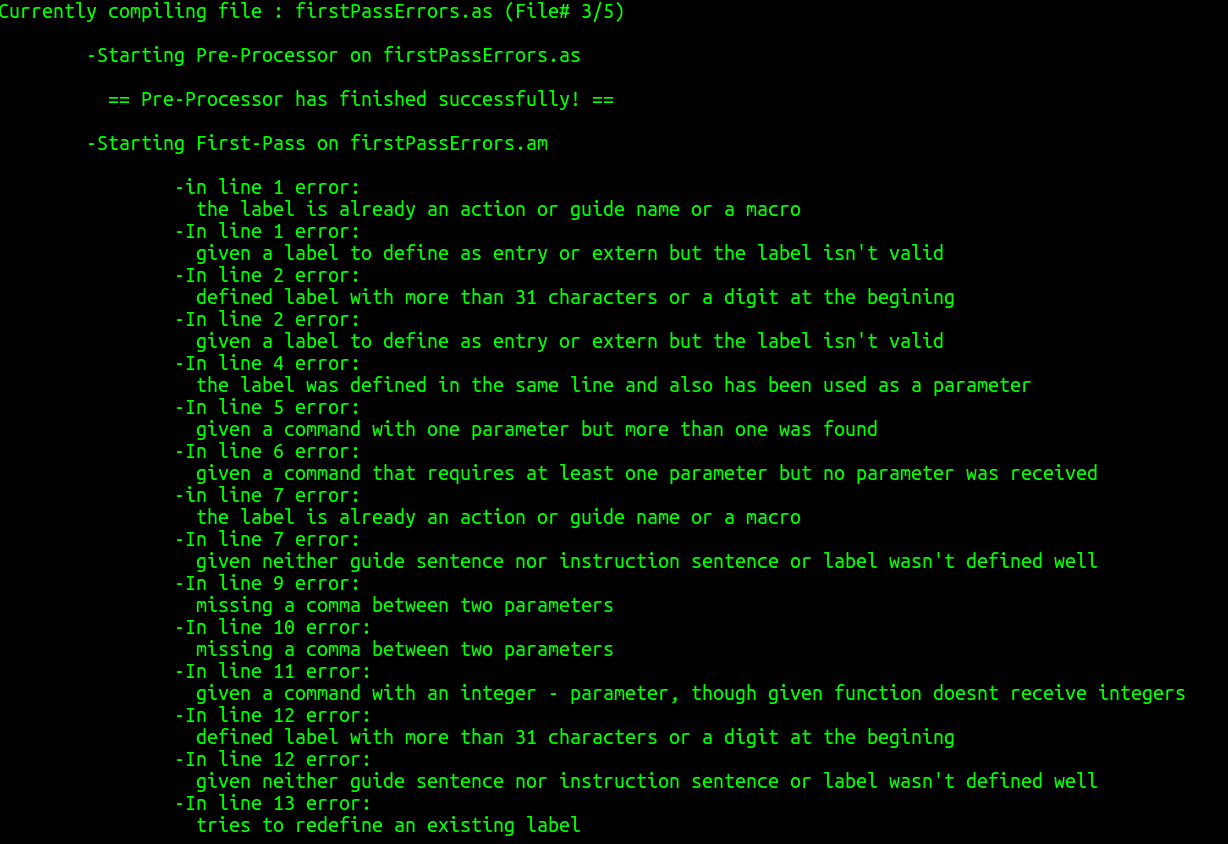 Currently compiling file : firstPassErrors.as (File# 3/5)
-Starting Pre-Processor on firstPassErrors.as
== Pre-Processor has finished successfully! ==
-Starting First-Pass on firstPassErrors.am
-in line 1 error:
the label is already an action or guide name or a macro
-In line 1 error:
given a label to define as entry or extern but the label isn't valid
-In line 2 error:
defined label with more than 31 characters or a digit at the begining
-In line 2 error:
given a label to define as entry or extern but the label isn't valid
-In line 4 error:
the label was defined in the same line and also has been used as a parameter
-In line 5 error:
given a command with one parameter but more than one was found
-In line 6 error:
given a command that requires at least one parameter but no parameter was received
-in line 7 error:
the label is already an action or guide name or a macro
-In line 7 error:
given neither guide sentence nor instruction sentence or label wasn't defined well
-In line 9 error:
missing a comma between two parameters
-In line 10 error:
missing a comma between two parameters
-In line 11 error:
given a command with an integer - parameter, though given function doesnt receive integers
-In line 12 error:
defined label with more than 31 characters or a digit at the begining
-In line 12 error:
given neither guide sentence nor instruction sentence or label wasn't defined well
-In line 13 error:
tries to redefine an existing label